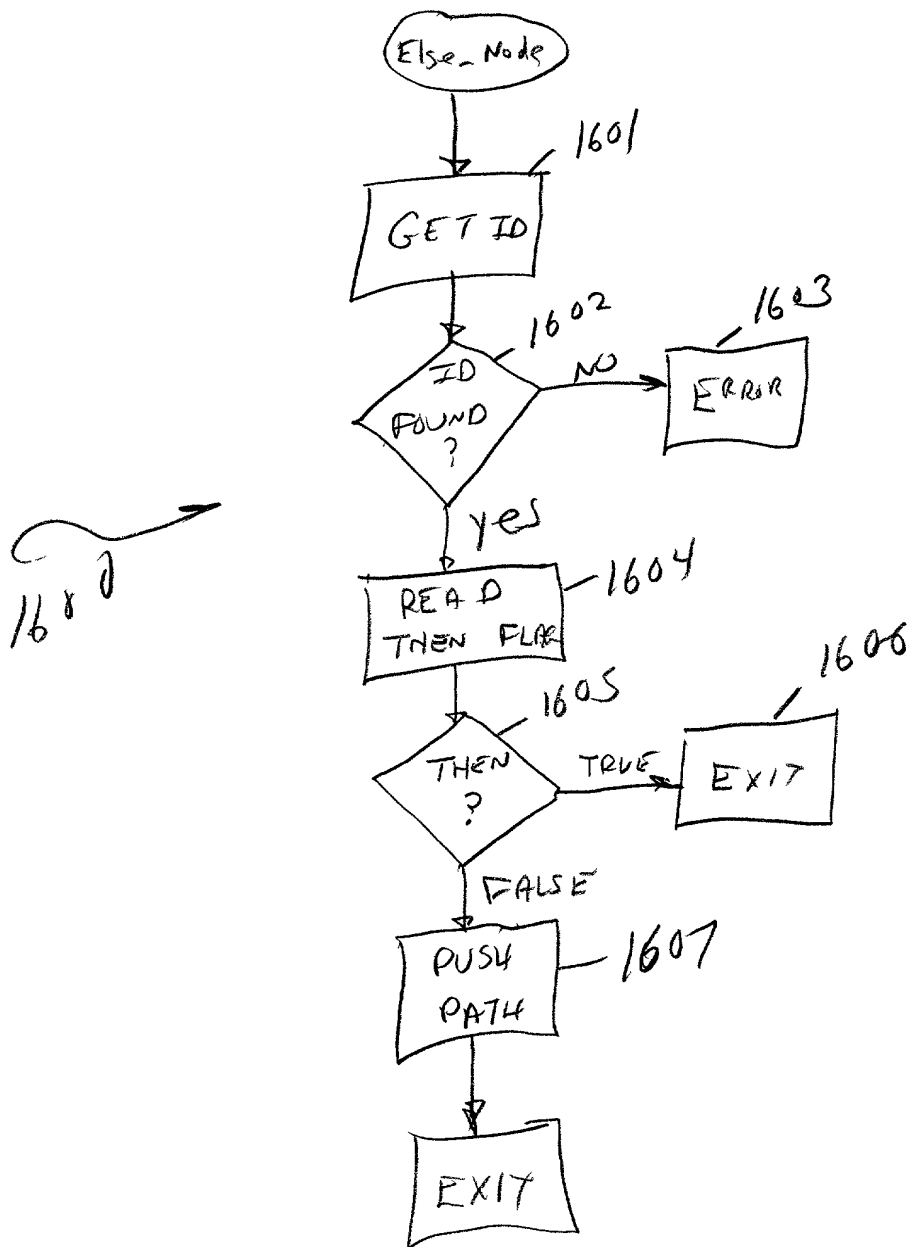 Else_Node
1601
GET ID
1602
1603
ID
FOUND
?
NO
ERROR
yes
1600
1604
READ
THEN FLAG
1605
1606
THEN
?
TRUE
EXIT
FALSE
1607
PUSH
PATH
EXIT